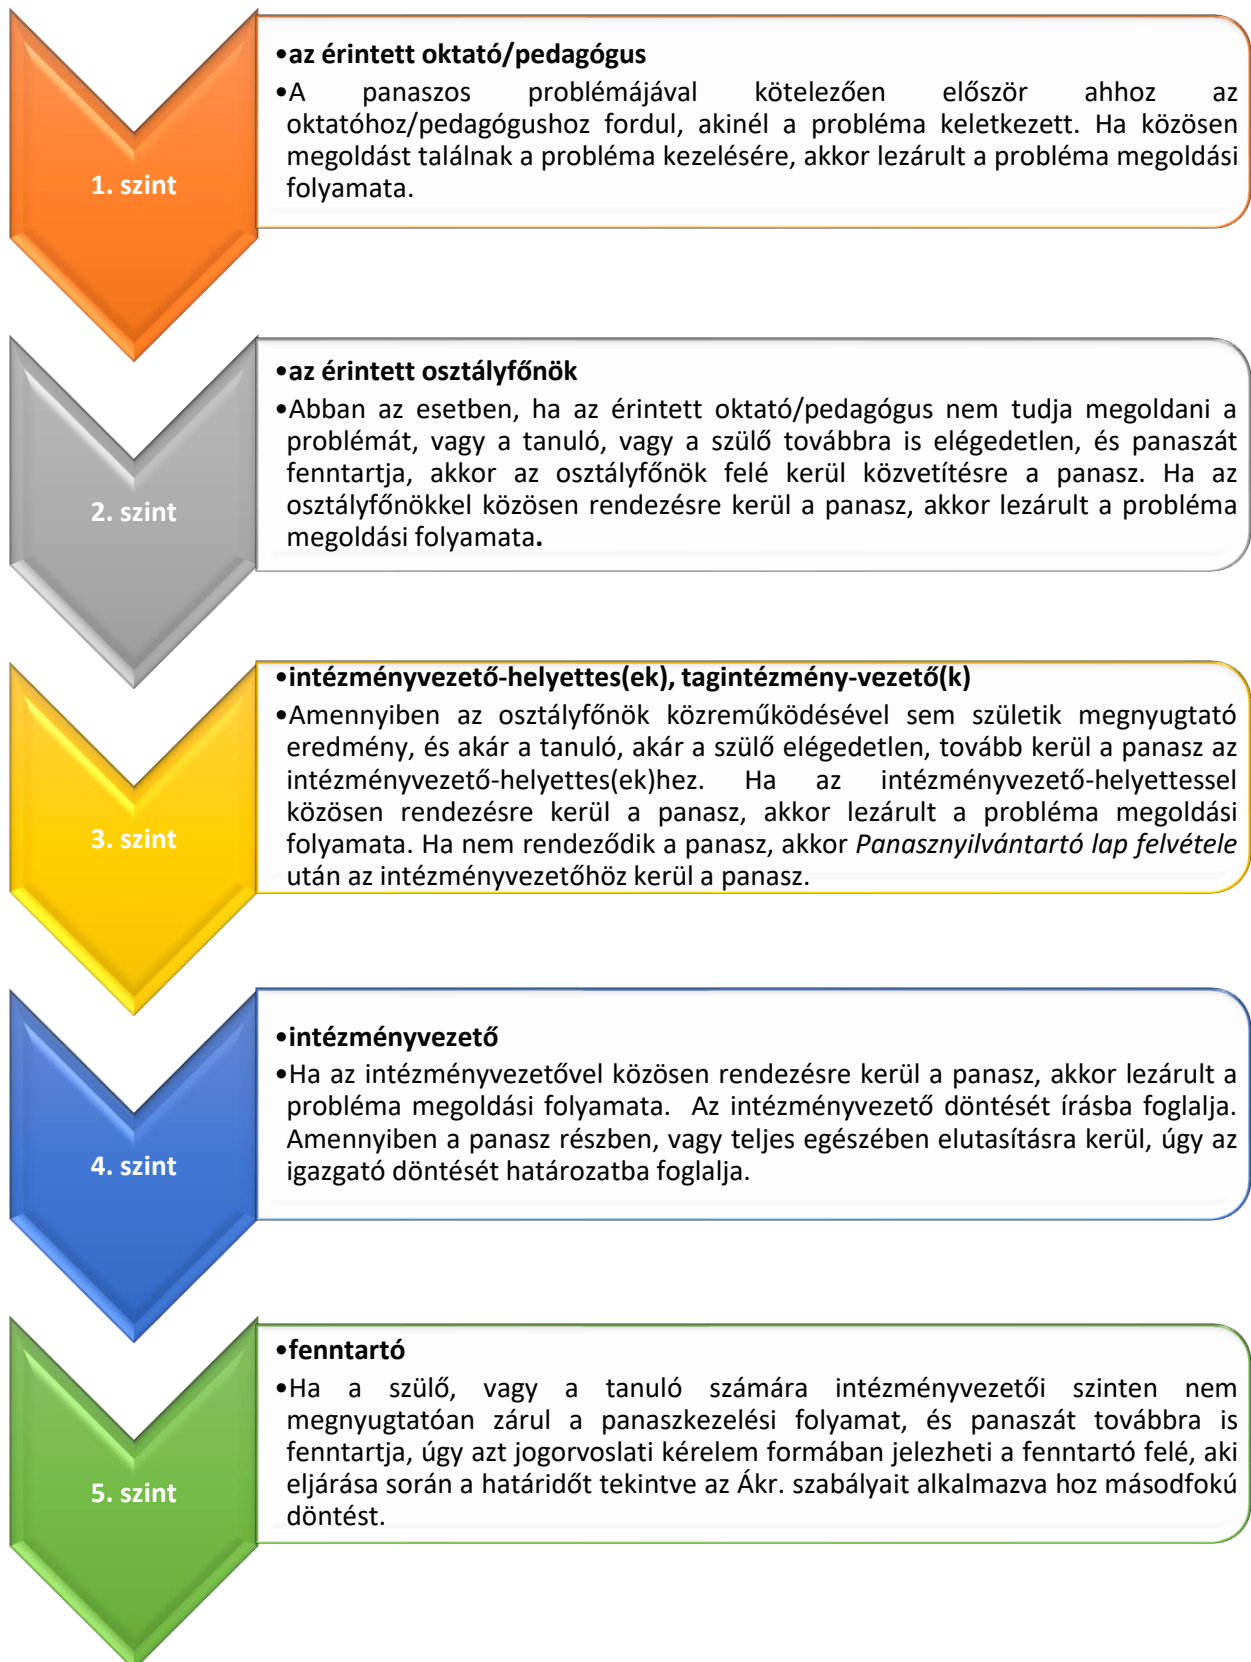 •az érintett oktató/pedagógus
•A panaszos problémájával kötelezően először ahhoz az
oktatóhoz/pedagógushoz fordul, akinél a probléma keletkezett. Ha közösen
megoldást találnak a probléma kezelésére, akkor lezárult a probléma megoldási
folyamata.
1. szint
•az érintett osztályfőnök
•Abban az esetben, ha az érintett oktató/pedagógus nem tudja megoldani a
problémát, vagy a tanuló, vagy a szülő továbbra is elégedetlen, és panaszát
fenntartja, akkor az osztályfőnök felé kerül közvetítésre a panasz. Ha az
osztályfőnökkel közösen rendezésre kerül a panasz, akkor lezárult a probléma
megoldási folyamata.
2. szint
•intézményvezető-helyettes(ek), tagintézmény-vezető(k)
•Amennyiben az osztályfőnök közreműködésével sem születik megnyugtató
eredmény, és akár a tanuló, akár a szülő elégedetlen, tovább kerül a panasz az
intézményvezető-helyettes(ek)hez. Ha az intézményvezető-helyettessel
közösen rendezésre kerül a panasz, akkor lezárult a probléma megoldási
folyamata. Ha nem rendeződik a panasz, akkor Panasznyilvántartó lap felvétele
után az intézményvezetőhöz kerül a panasz.
3. szint
•intézményvezető
•Ha az intézményvezetővel közösen rendezésre kerül a panasz, akkor lezárult a
probléma megoldási folyamata. Az intézményvezető döntését írásba foglalja.
Amennyiben a panasz részben, vagy teljes egészében elutasításra kerül, úgy az
igazgató döntését határozatba foglalja.
4. szint
•fenntartó
•Ha a szülő, vagy a tanuló számára intézményvezetői szinten nem
megnyugtatóan zárul a panaszkezelési folyamat, és panaszát továbbra is
fenntartja, úgy azt jogorvoslati kérelem formában jelezheti a fenntartó felé, aki
eljárása során a határidőt tekintve az Ákr. szabályait alkalmazva hoz másodfokú
döntést.
5. szint